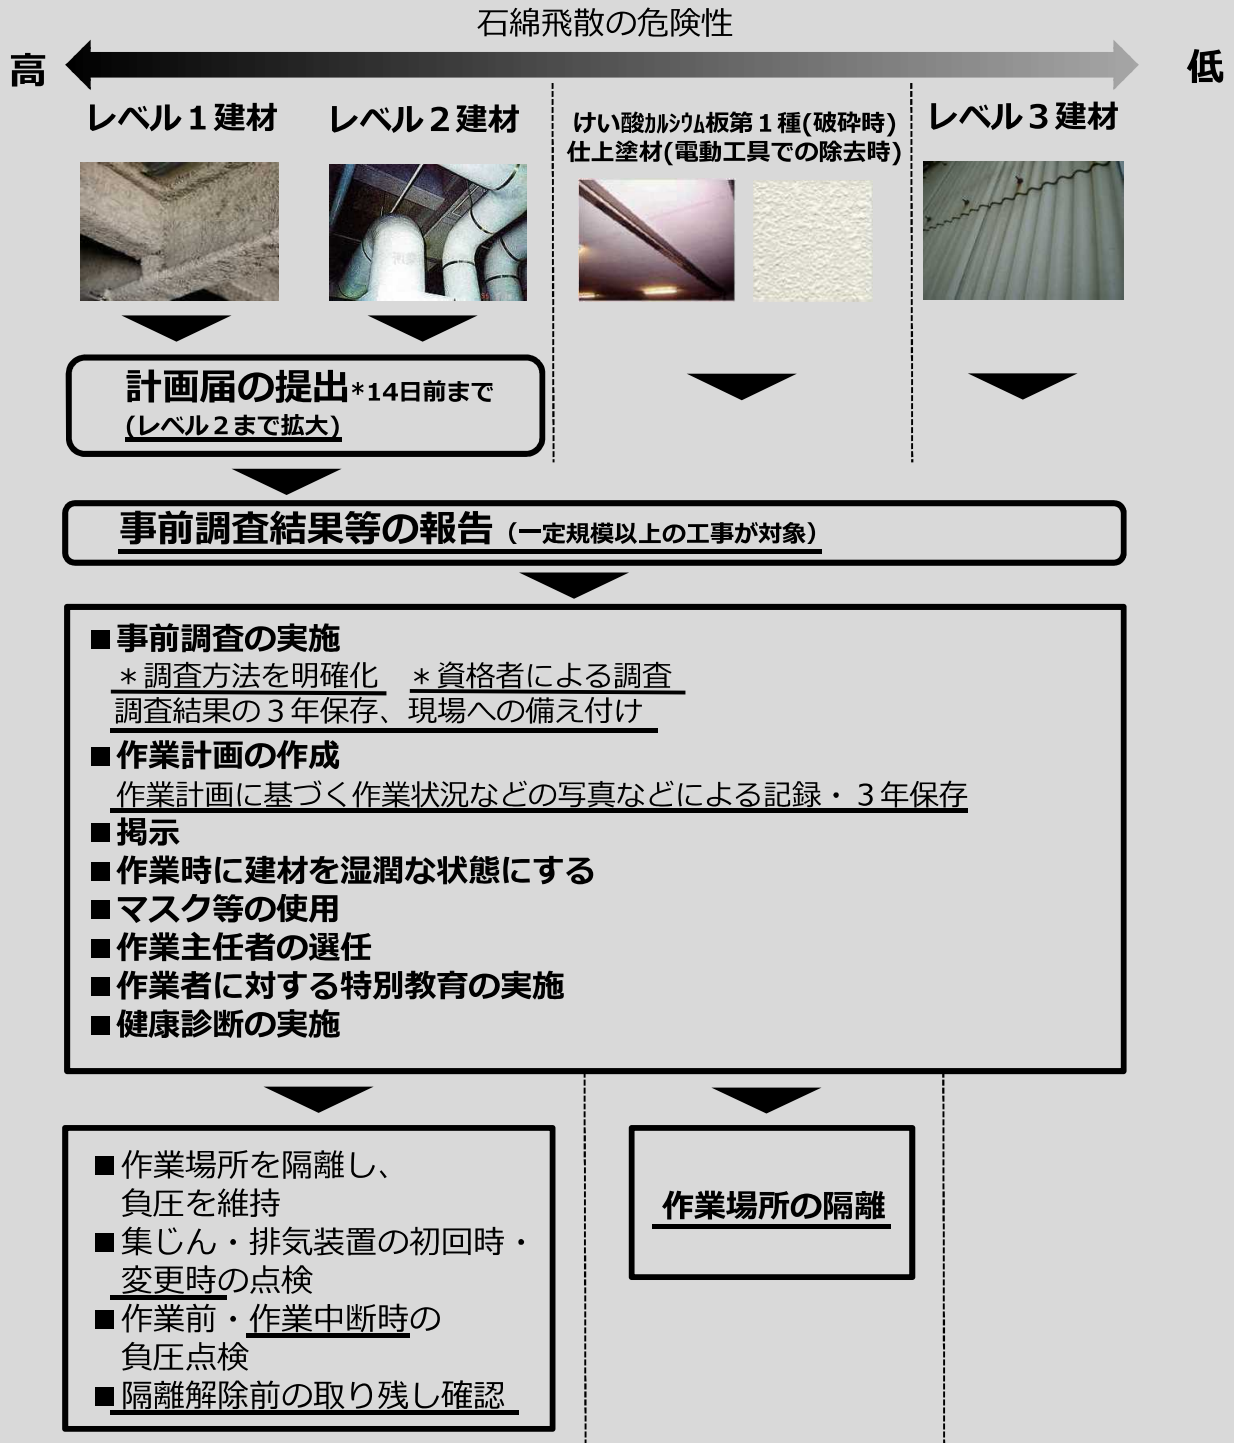 石綿飛散の危険性
高
低
レベル１建材
レベル２建材
けい酸ｶﾙｼｳﾑ板第１種(破砕時)
仕上塗材(電動工具での除去時)
レベル３建材
計画届の提出*14日前まで
(レベル２まで拡大)
事前調査結果等の報告（一定規模以上の工事が対象）
■事前調査の実施
＊調査方法を明確化　＊資格者による調査
調査結果の３年保存、現場への備え付け
■作業計画の作成
作業計画に基づく作業状況などの写真などによる記録・３年保存
■掲示
■作業時に建材を湿潤な状態にする
■マスク等の使用
■作業主任者の選任
■作業者に対する特別教育の実施
■健康診断の実施
■作業場所を隔離し、
負圧を維持
■集じん・排気装置の初回時・
変更時の点検
■作業前・作業中断時の
負圧点検
■隔離解除前の取り残し確認
作業場所の隔離